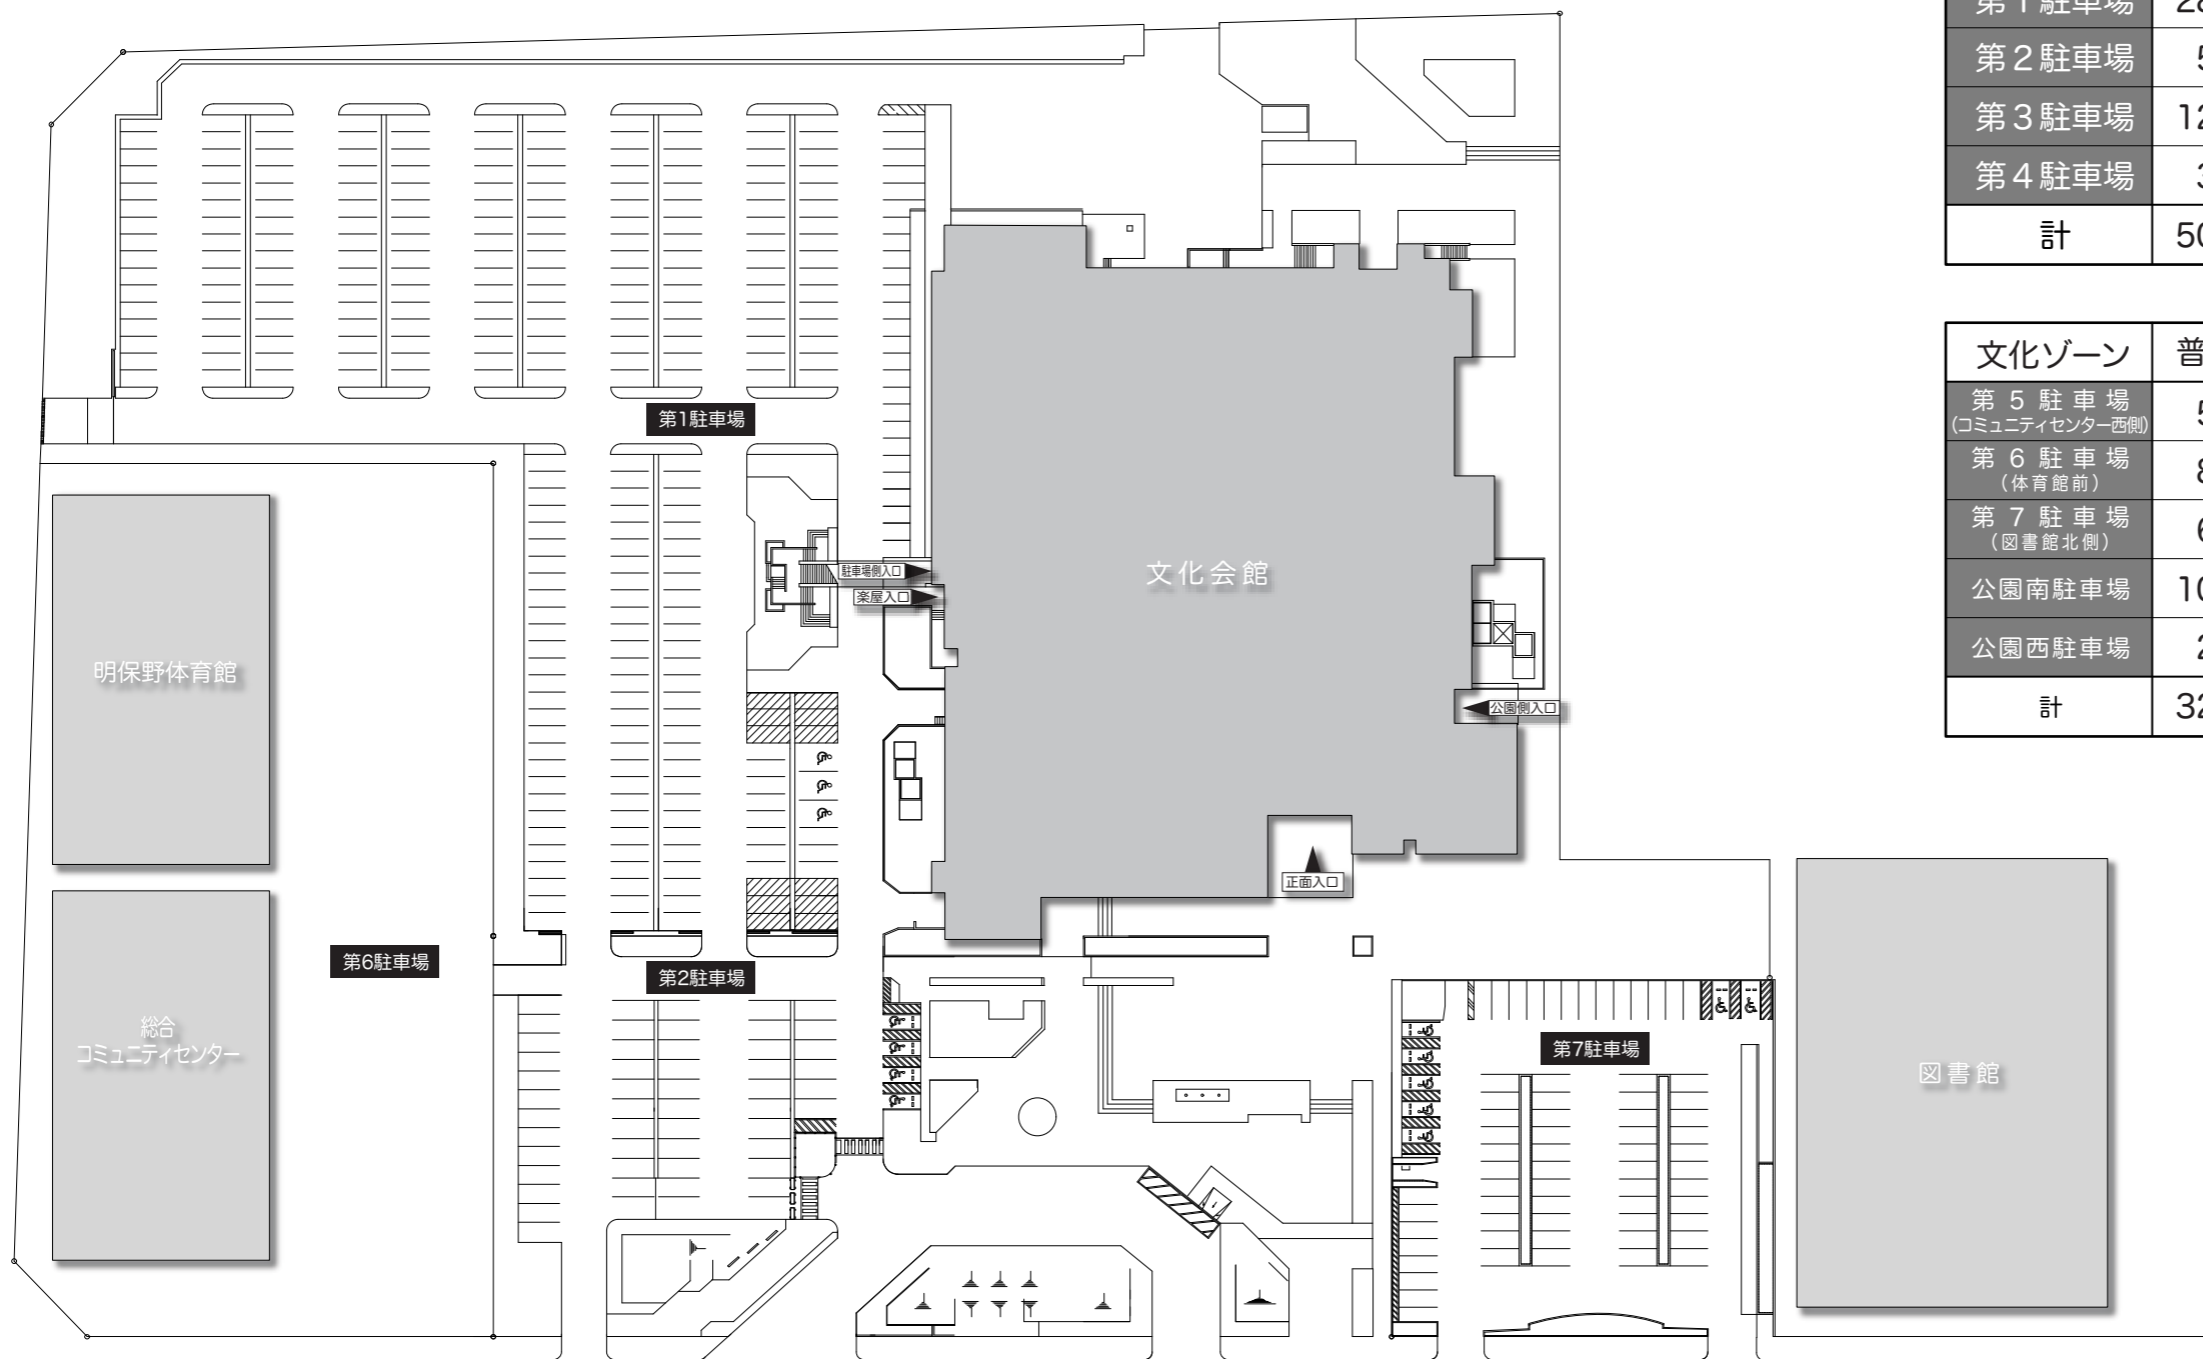 第1駐車場
第2駐車場
第3駐車場
第4駐車場
計
文化ゾーン
第5駐車場
(コミュニティセンター西側)
第6駐車場
(体育館前)
第7駐車場
(図書館北側)
公園南駐車場
公園西駐車場
計
第1駐車場
駐車場側入口
楽屋入口
文化会館
明保野体育館
公園側入口
正面入口
第6駐車場
第2駐車場
総合
コミュニティセンター
第7駐車場
図書館